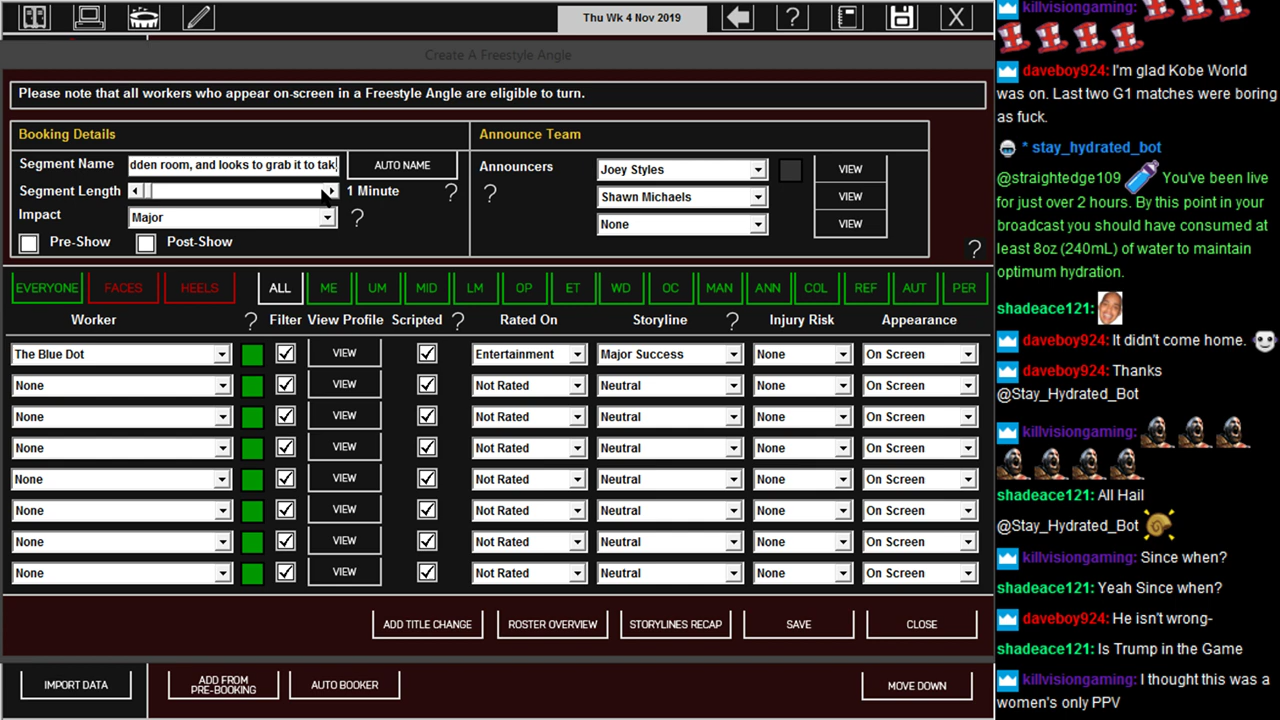 Thu Wk 4 Nov 2019
?
X
Create A Freestyle Angle
Please note that all workers who appear on-screen in a Freestyle Angle are eligible to turn.
Booking Details
Segment Name
dden room, and looks to grab it to tak
AUTO NAME
Segment Length
1 Minute
?
Impact
Major
?
Pre-Show
Post-Show
Announce Team
Announcers
?
Joey Styles
VIEW
Shawn Michaels
VIEW
None
VIEW
?
EVERYONE FACES HEELS ALL ME UM MID LM OP ET WD OC MAN ANN COL REF AUT PER
Worker ? Filter View Profile Scripted ? Rated On Storyline ? Injury Risk Appearance
The Blue Dot VIEW Entertainment Major Success None On Screen
None VIEW Not Rated Neutral None On Screen
None VIEW Not Rated Neutral None On Screen
None VIEW Not Rated Neutral None On Screen
None VIEW Not Rated Neutral None On Screen
None VIEW Not Rated Neutral None On Screen
None VIEW Not Rated Neutral None On Screen
None VIEW Not Rated Neutral None On Screen
ADD TITLE CHANGE
ROSTER OVERVIEW
STORYLINES RECAP
SAVE
CLOSE
IMPORT DATA
ADD FROM
PRE-BOOKING
AUTO BOOKER
MOVE DOWN
killvisiongaming:
daveboy924: I'm glad Kobe World
was on. Last two G1 matches were boring
as fuck.
* stay_hydrated_bot
@straightedge109 You've been live
for just over 2 hours. By this point in your
broadcast you should have consumed at
least 8oz (240mL) of water to maintain
optimum hydration.
shadeace121:
daveboy924: It didn't come home.
daveboy924: Thanks
@Stay_Hydrated_Bot
killvisiongaming:
shadeace121: All Hail
@Stay_Hydrated_Bot
killvisiongaming: Since when?
shadeace121: Yeah Since when?
daveboy924: He isn't wrong-
shadeace121: Is Trump in the Game
killvisiongaming: I thought this was a
women's only PPV